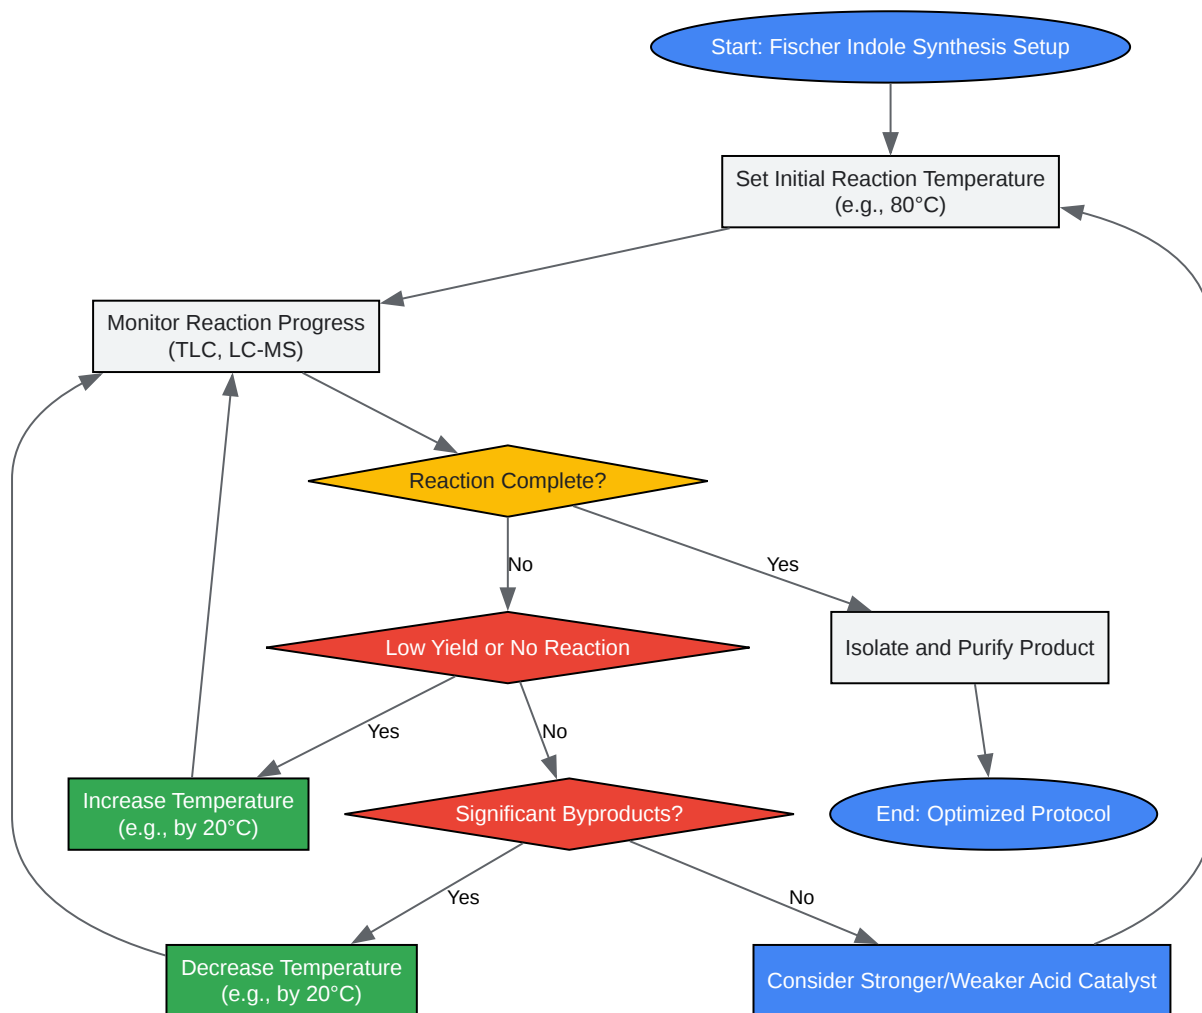 Start: Fischer Indole Synthesis Setup
Set Initial Reaction Temperature
(e.g., 80°C)
Monitor Reaction Progress
(TLC, LC-MS)
Reaction Complete?
No
Yes
Low Yield or No Reaction
Isolate and Purify Product
Yes
No
Increase Temperature
(e.g., by 20°C)
Significant Byproducts?
End: Optimized Protocol
Yes
No
Decrease Temperature
(e.g., by 20°C)
Consider Stronger/Weaker Acid Catalyst